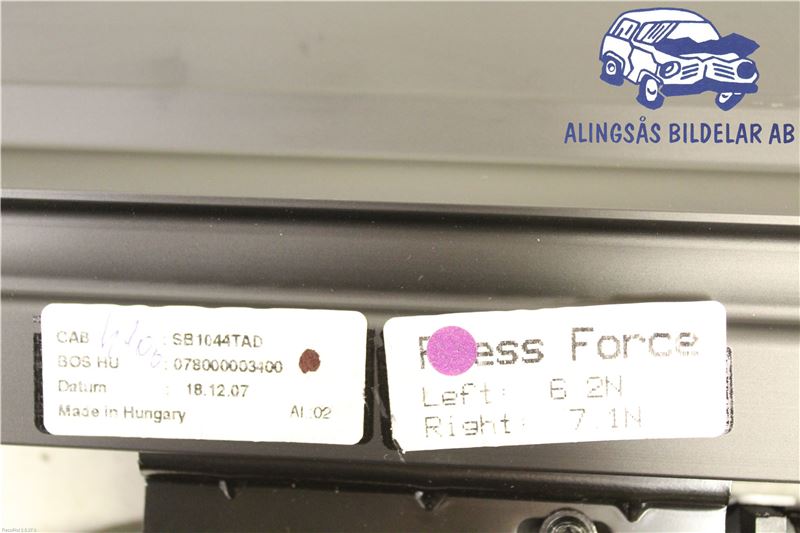 ALINGSÅS BILDELAR AB
CAB : SB1044TAD
BOS HU : 078000003400
Datum : 18.12.07
Made in Hungary AI:02
Press Force
Left: 6.2N
Right: 7.1N